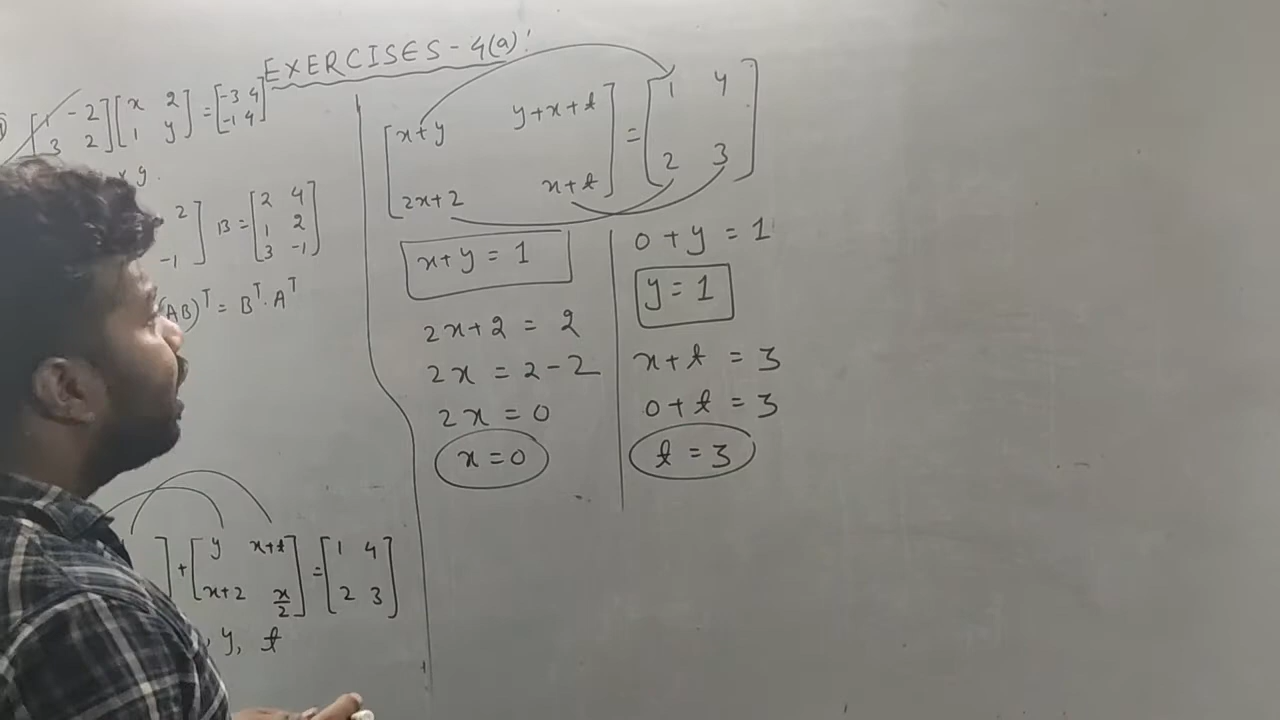 EXERCISES - 4(a)
[1 -2 3 2] [x 2 1 y] = [-3 4 -1 4]
x y.
2 -1 ] B = [2 4 1 2 3 -1]
(AB)ᵀ = Bᵀ · Aᵀ
] + [y x+t x+2 x/2] = [1 4 2 3]
, y, t
[x+y y+x+t 2x+2 x+t] = [1 4 2 3]
x+y = 1
2x+2 = 2
2x = 2-2
2x = 0
x = 0
0 + y = 1
y = 1
x+t = 3
0+t = 3
t = 3